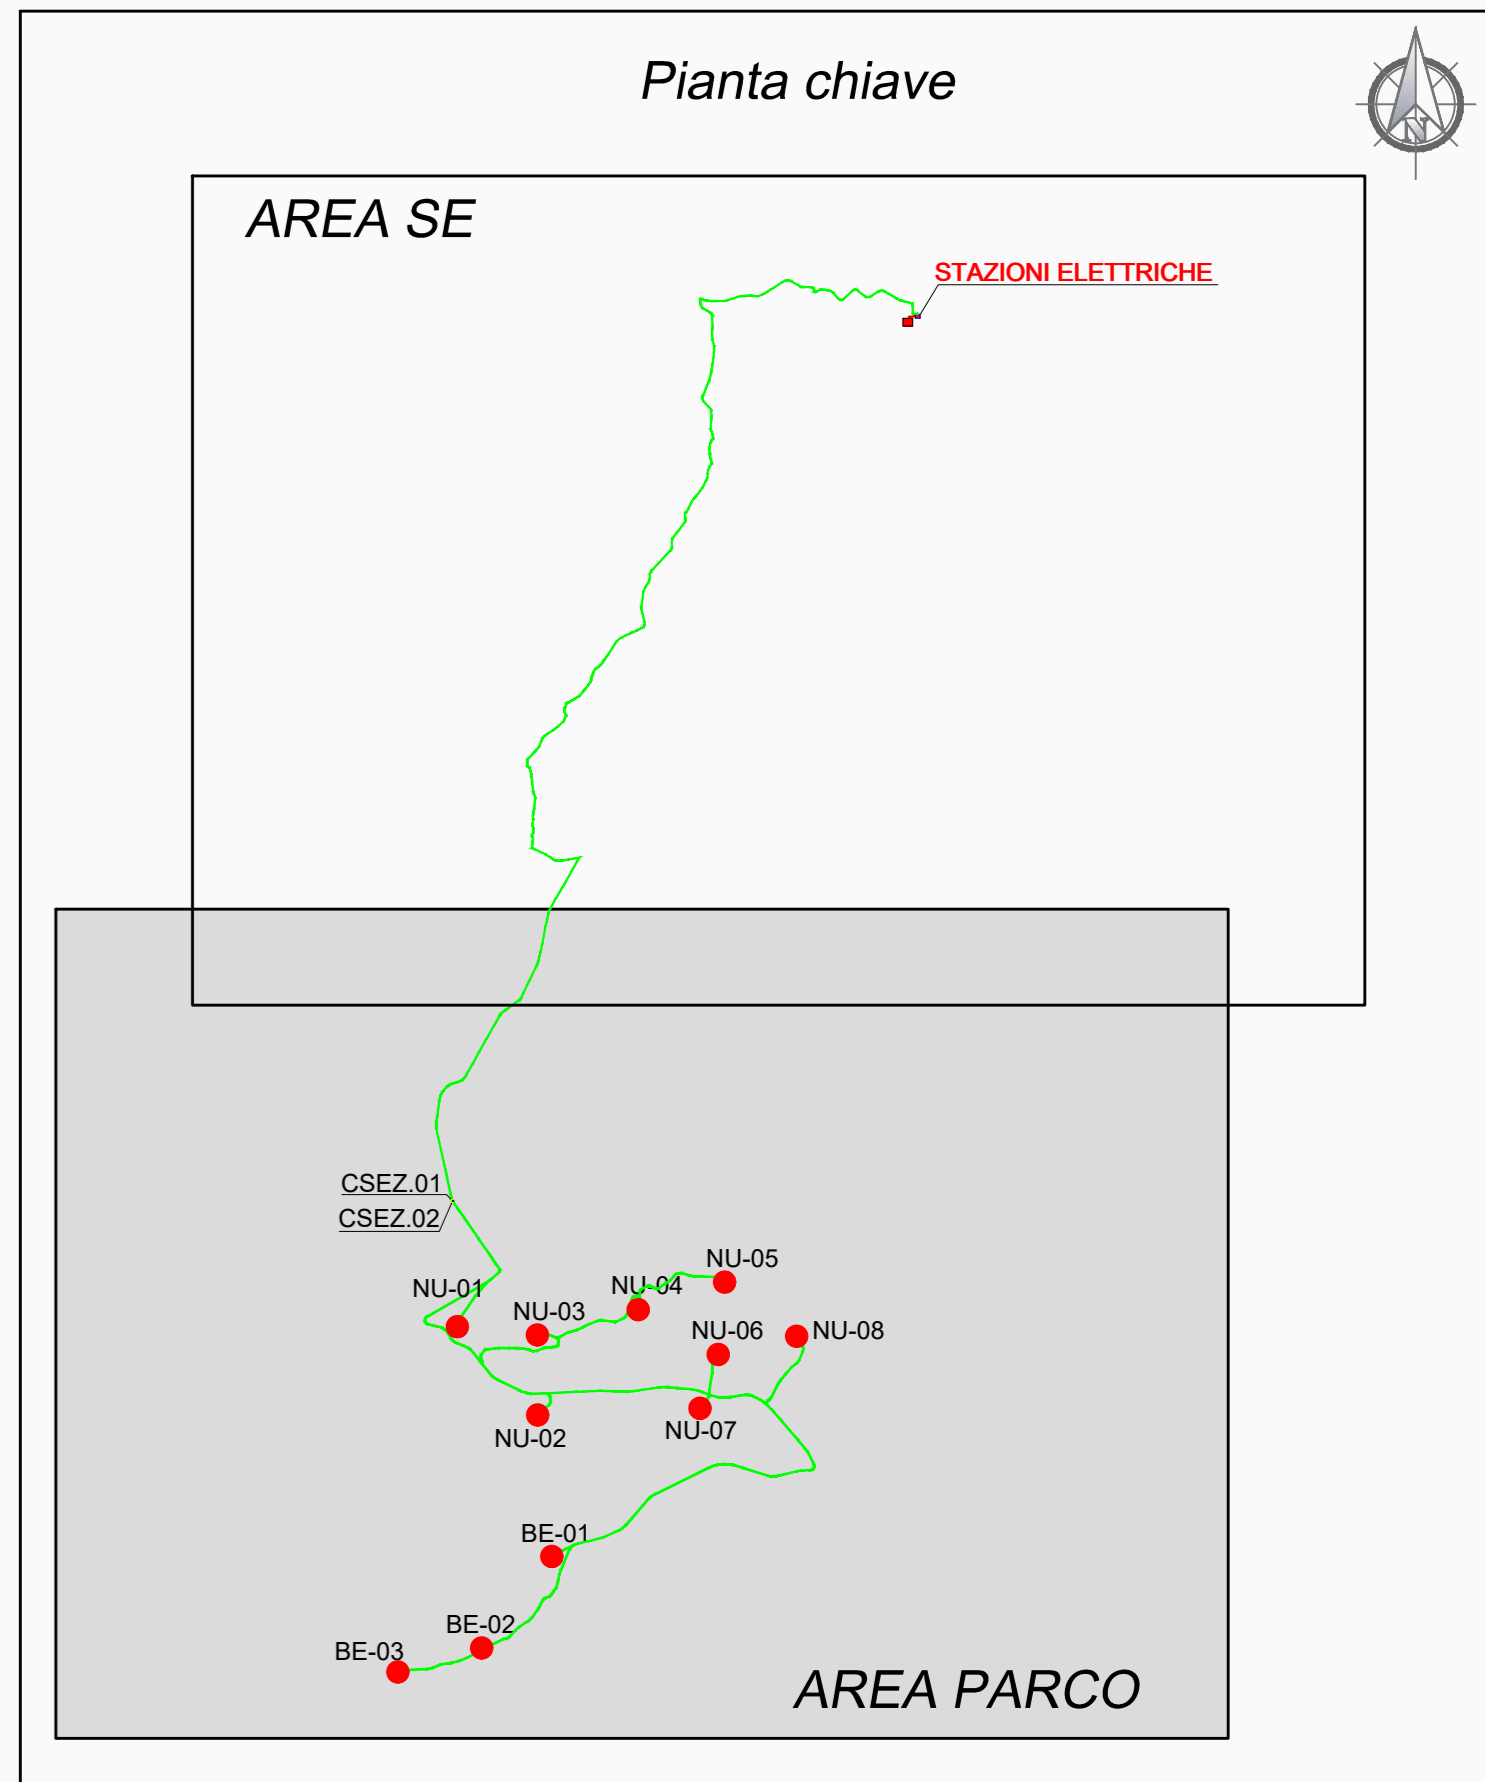 Pianta chiave
N
AREA SE
STAZIONI ELETTRICHE
CSEZ.01
CSEZ.02
NU-05
NU-01
NU-04
NU-03
NU-06
NU-08
NU-02
NU-07
BE-01
BE-02
BE-03
AREA PARCO